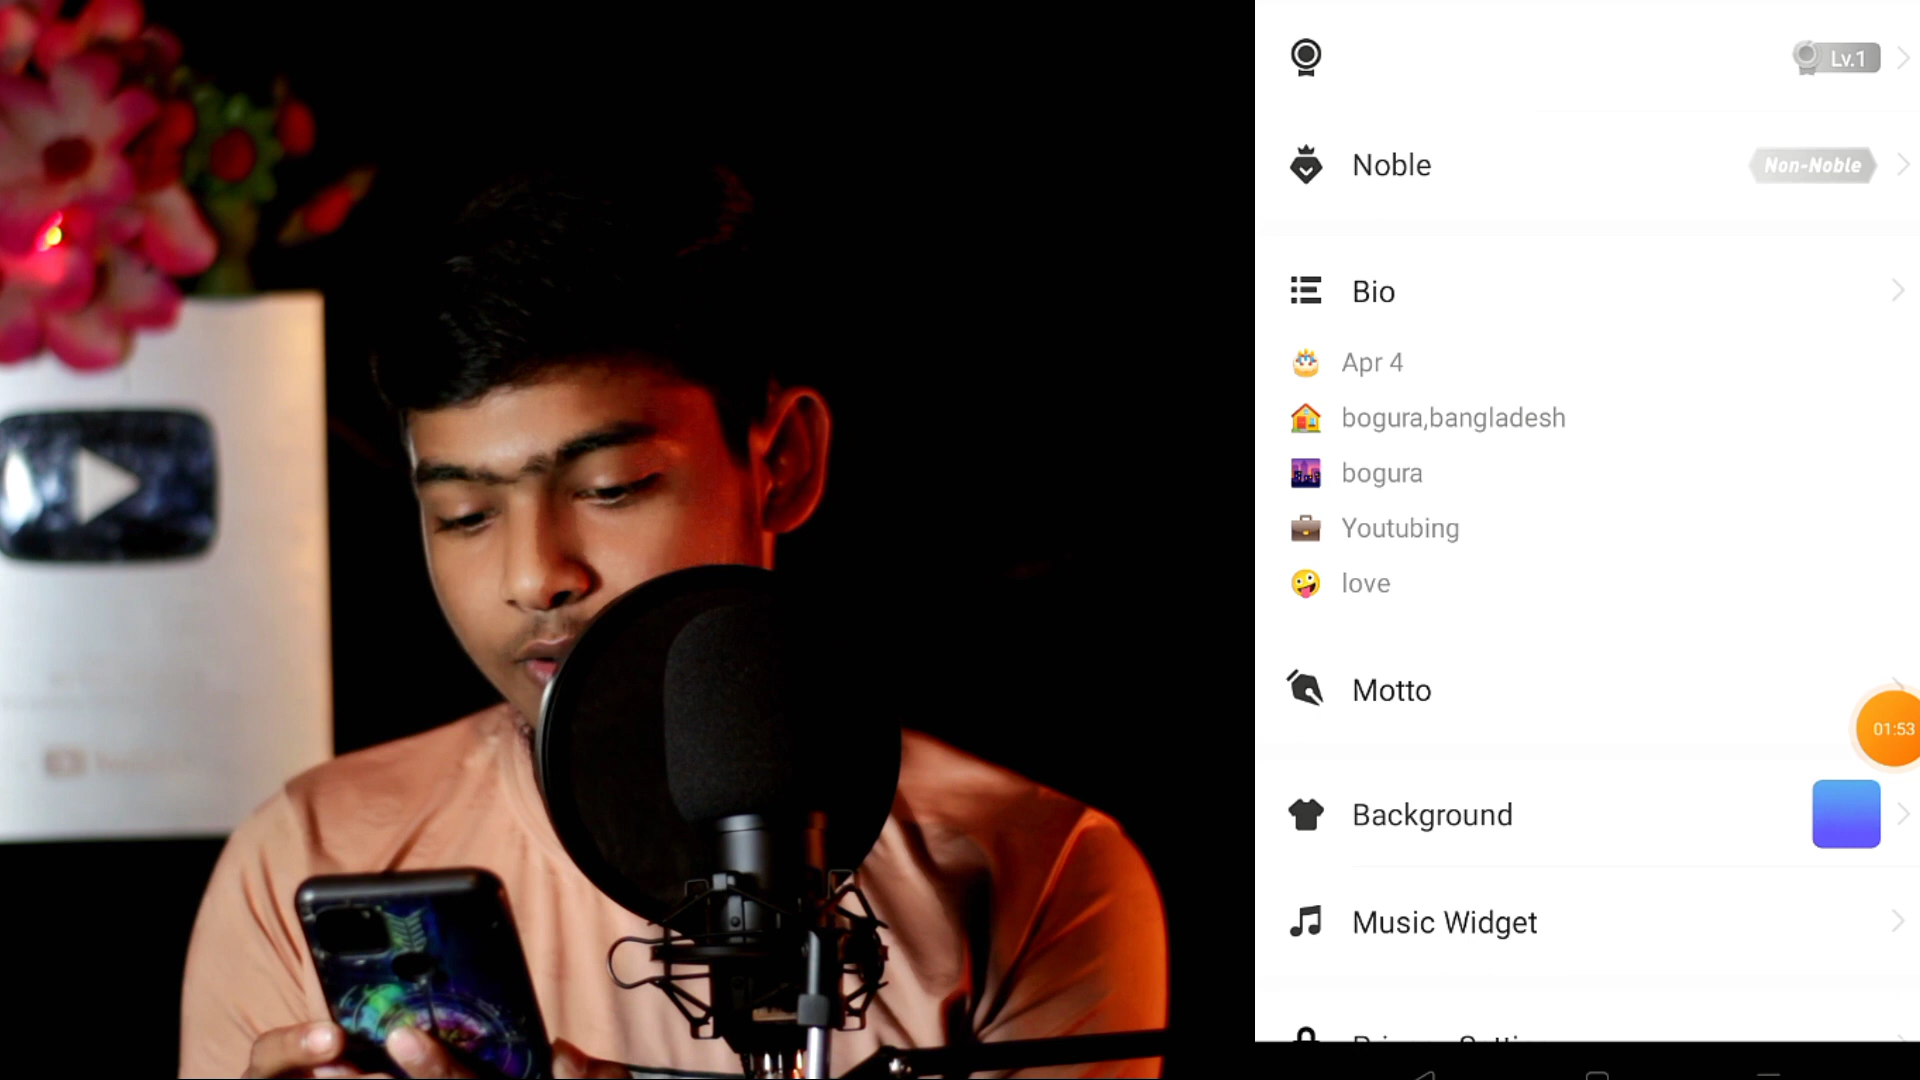 Lv.1
Noble
Non-Noble
Bio
Apr 4
bogura,bangladesh
bogura
Youtubing
love
Motto
01:53
Background
Music Widget